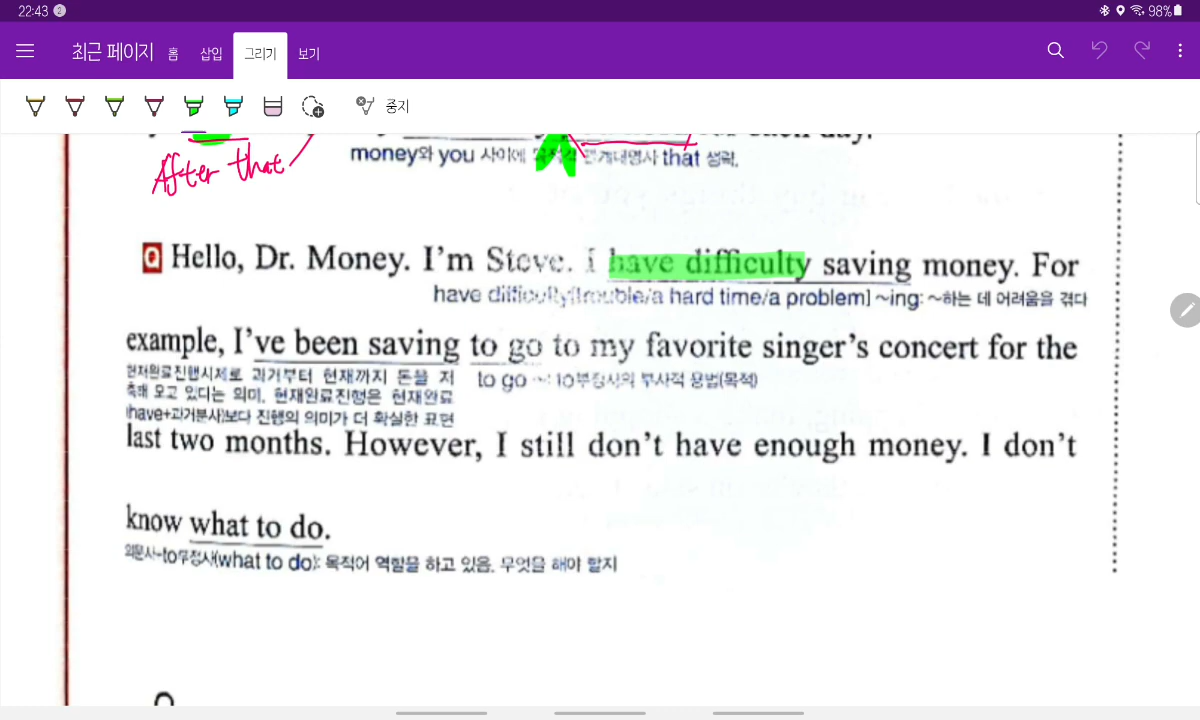 22:43 2 98%
최근 페이지 홈 삽입 그리기 보기
중지
each day.
After that
money와 you 사이에 목적격 관계대명사 that 생략.
Q Hello, Dr. Money. I'm Steve. I have difficulty saving money. For
have difficulty[trouble/a hard time/a problem] ~ing: ~하는 데 어려움을 겪다
example, I've been saving to go to my favorite singer's concert for the
현재완료진행시제로 과거부터 현재까지 돈을 저
to go ~: to부정사의 부사적 용법(목적)
축해 오고 있다는 의미. 현재완료진행은 현재완료
(have+과거분사)보다 진행의 의미가 더 확실한 표현
last two months. However, I still don't have enough money. I don't
know what to do.
의문사+to부정사(what to do): 목적어 역할을 하고 있음. 무엇을 해야 할지